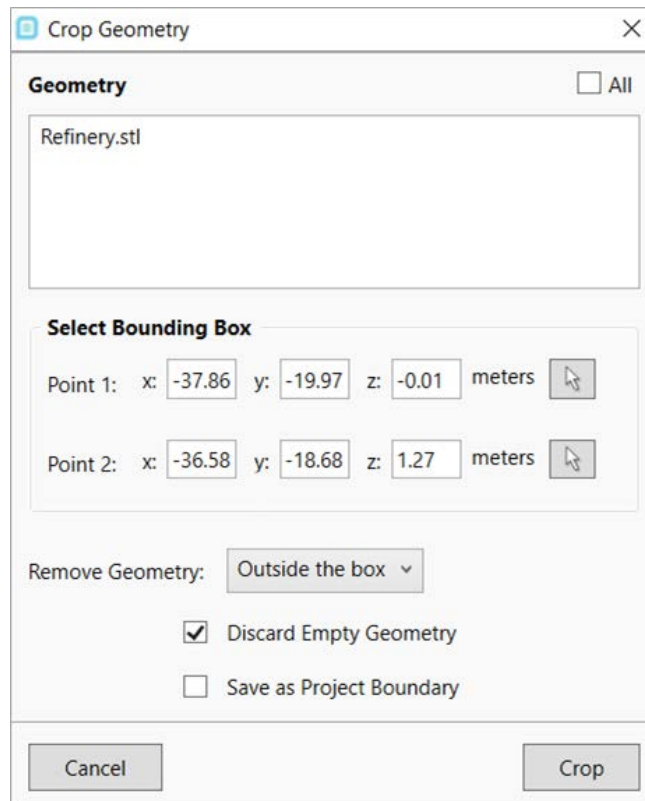 Crop Geometry
Geometry All
Refinery.stl
Select Bounding Box
Point 1: x: -37.86 y: -19.97 z: -0.01 meters
Point 2: x: -36.58 y: -18.68 z: 1.27 meters
Remove Geometry: Outside the box
Discard Empty Geometry
Save as Project Boundary
Cancel Crop